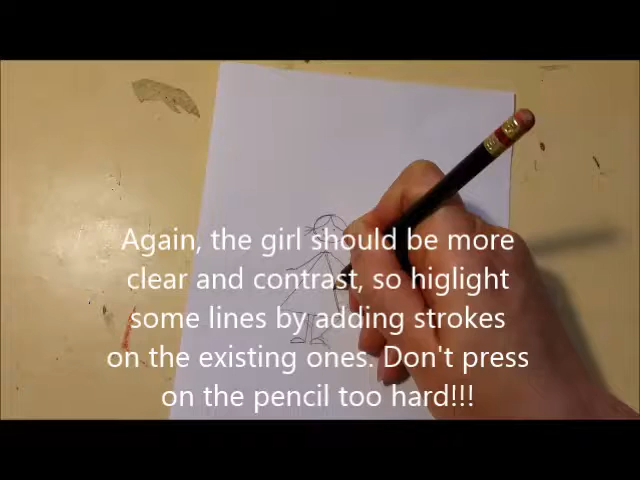 Again, the girl should be more
clear and contrast, so higlight
some lines by adding strokes
on the existing ones. Don't press
on the pencil too hard!!!